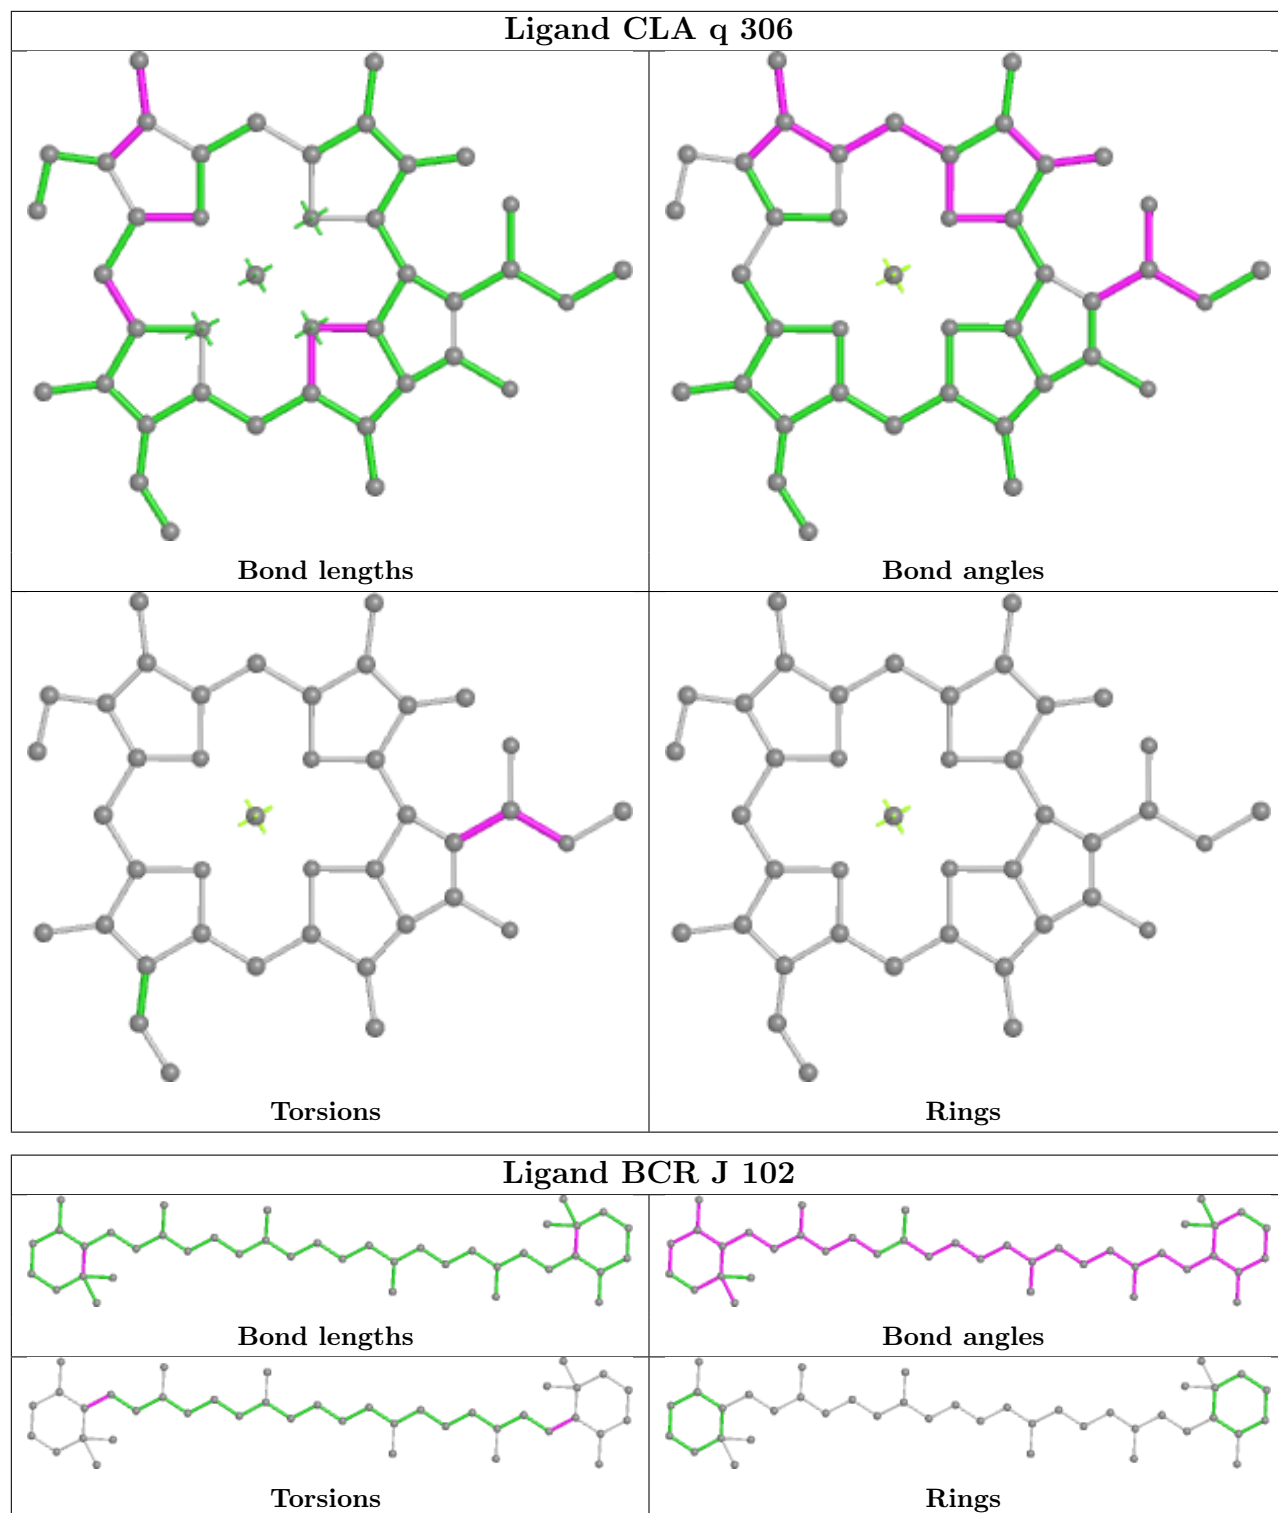 Ligand CLA q 306
Bond lengths
Bond angles
Torsions
Rings
Ligand BCR J 102
Bond lengths
Bond angles
Torsions
Rings